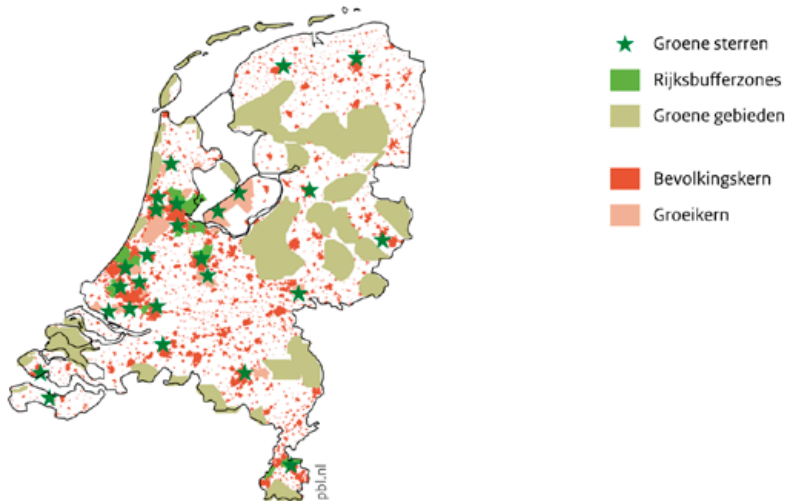 Groene sterren
Rijksbufferzones
Groene gebieden
Bevolkingskern
Groeikern
pbl.nl